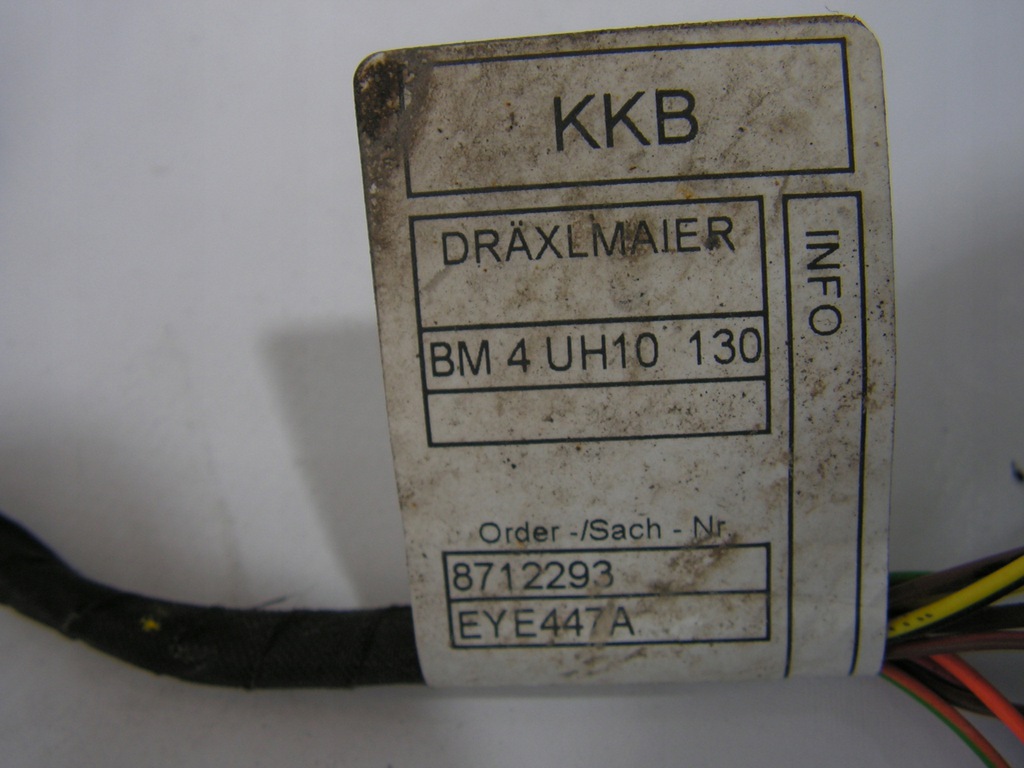 KKB
DRÄXLMAIER
INFO
BM 4 UH10 130
Order -/Sach - Nr
8712293
EYE447A